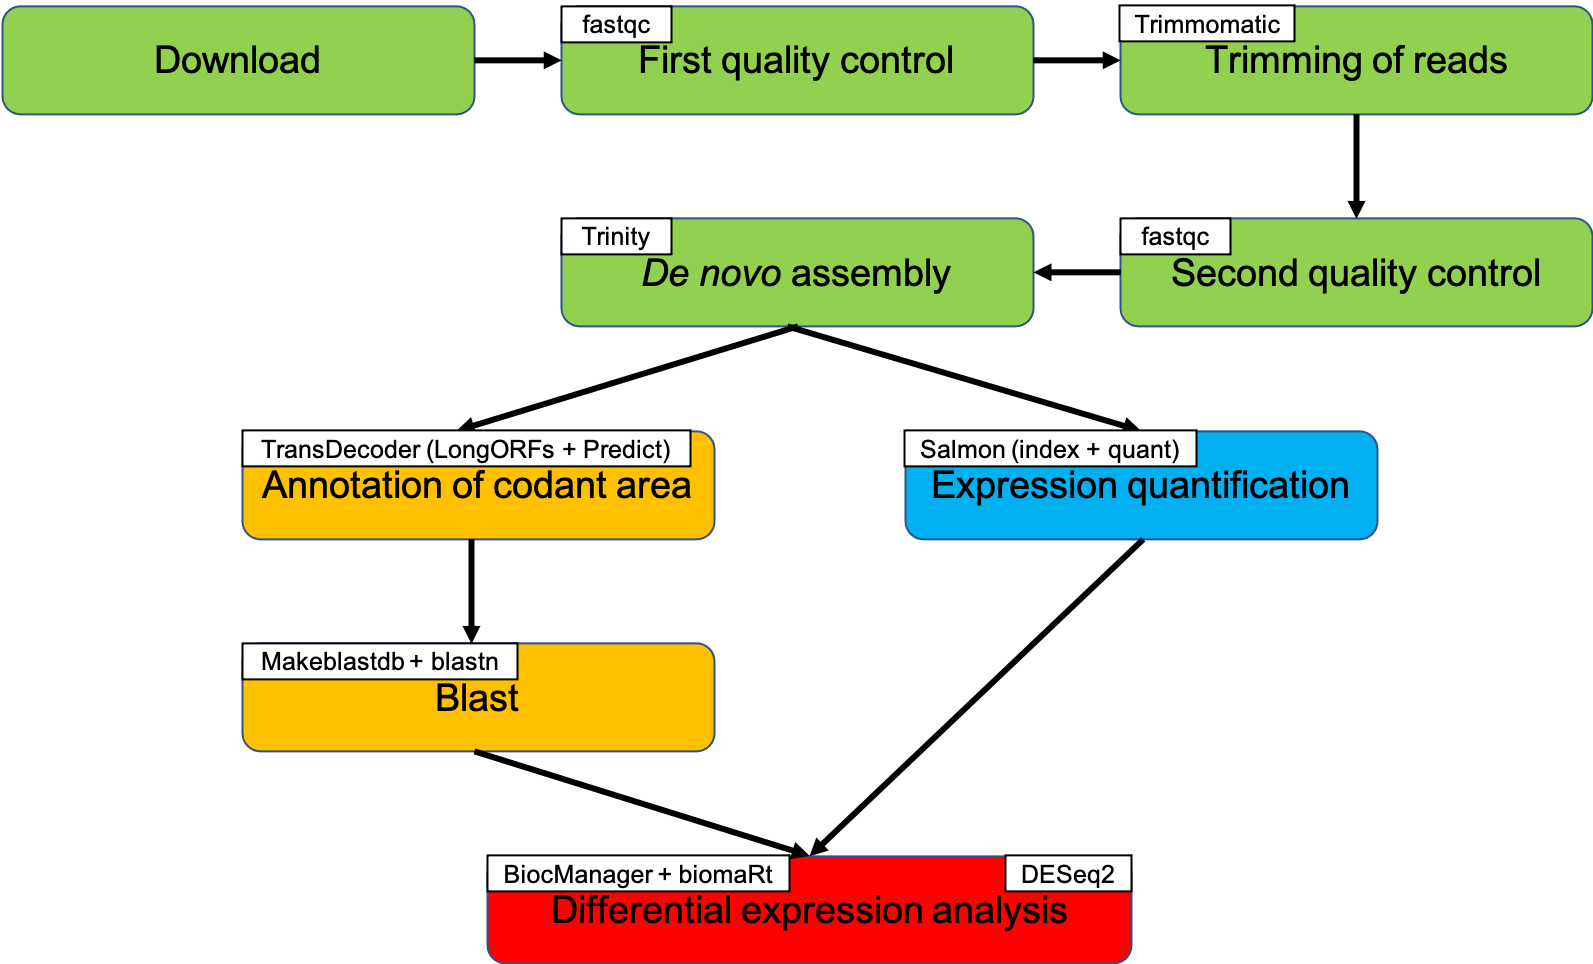 Download
fastqc
First quality control
Trimmomatic
Trimming of reads
Trinity
De novo assembly
fastqc
Second quality control
TransDecoder (LongORFs + Predict)
Annotation of codant area
Salmon (index + quant)
Expression quantification
Makeblastdb + blastn
Blast
BiocManager + biomaRt
DESeq2
Differential expression analysis